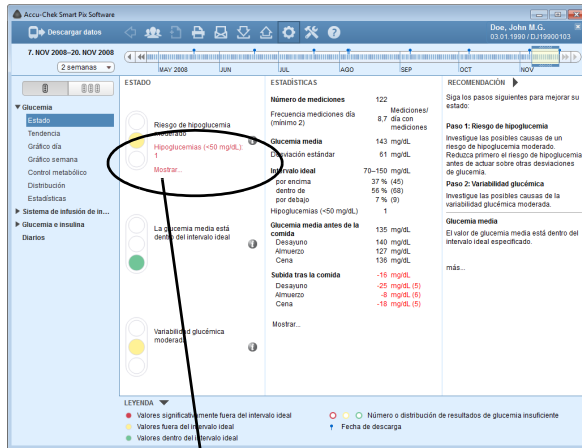 Accu-Chek Smart Pix Software
Descargar datos
Doe, John M.G.
03.01.1990 / DJ19900103
7. NOV 2008–20. NOV 2008
2 semanas
MAY 2008 JUN JUL AGO SEP OCT NOV
Glucemia
Estado
Tendencia
Gráfico día
Gráfico semana
Control metabólico
Distribución
Estadísticas
Sistema de infusión de in...
Glucemia e insulina
Diarios
ESTADO
Riesgo de hipoglucemia
moderado
Hipoglucemias (<50 mg/dL):
1
Mostrar...
La glucemia media está
dentro del intervalo ideal
Variabilidad glucémica
moderada
ESTADÍSTICAS
Número de mediciones 122
Frecuencia mediciones día (mínimo 2) 8,7 Mediciones/día con mediciones
Glucemia media 143 mg/dL
Desviación estándar 61 mg/dL
Intervalo ideal 70–150 mg/dL
por encima 37 % (45)
dentro de 56 % (68)
por debajo 7 % (9)
Hipoglucemias (<50 mg/dL) 1
Glucemia media antes de la comida 135 mg/dL
Desayuno 140 mg/dL
Almuerzo 127 mg/dL
Cena 136 mg/dL
Subida tras la comida -16 mg/dL
Desayuno -25 mg/dL (5)
Almuerzo -8 mg/dL (6)
Cena -18 mg/dL (5)
Mostrar...
RECOMENDACIÓN
Siga los pasos siguientes para mejorar su
estado:
Paso 1: Riesgo de hipoglucemia
Investigue las posibles causas de un
riesgo de hipoglucemia moderado.
Reduzca primero el riesgo de hipoglucemia
antes de actuar sobre otras desviaciones
de glucemia.
Paso 2: Variabilidad glucémica
Investigue las posibles causas de la
variabilidad glucémica moderada.
Glucemia media
El valor de glucemia media está dentro del
intervalo ideal especificado.
más...
LEYENDA
Valores significativamente fuera del intervalo ideal
Valores fuera del intervalo ideal
Valores dentro del intervalo ideal
Número o distribución de resultados de glucemia insuficiente
Fecha de descarga